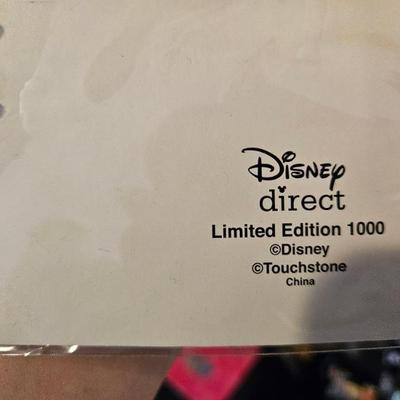 Disney
direct
Limited Edition 1000
©Disney
©Touchstone
China